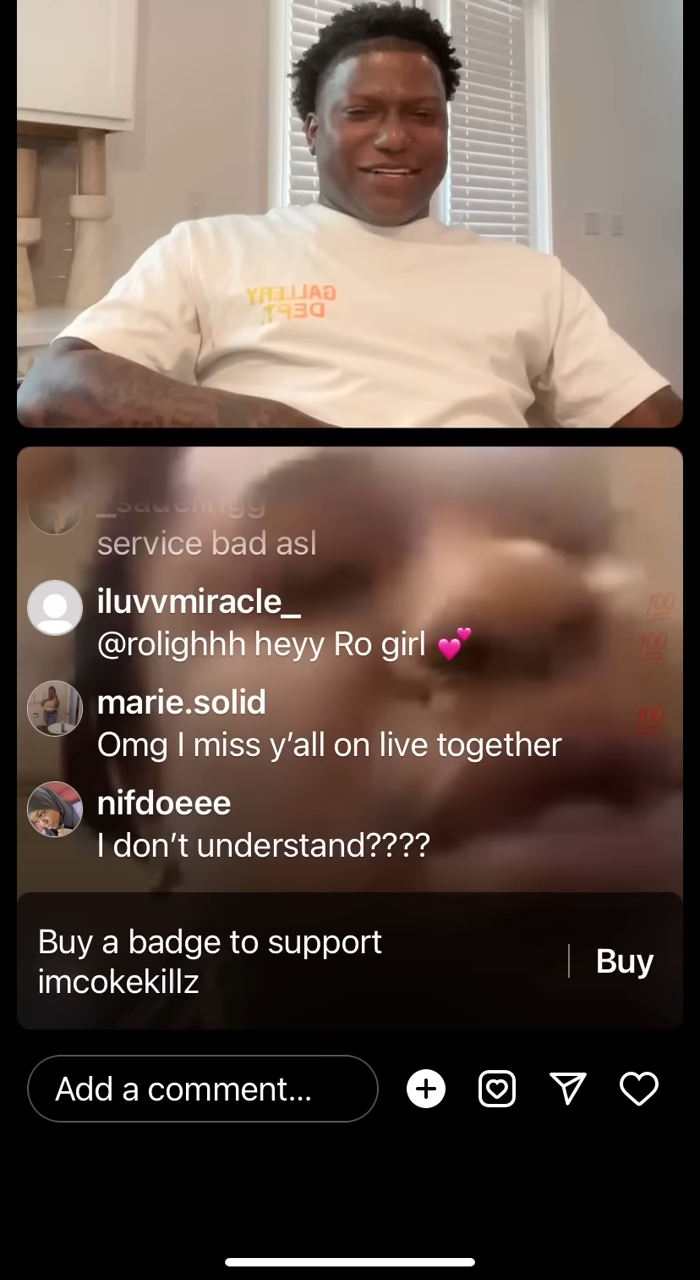 GALLERY
DEPT.
service bad asl
iluvvmiracle_
@rolighhh heyy Ro girl 💕
💯
💯
marie.solid
💯
Omg I miss y’all on live together
nifdoeee
I don’t understand????
Buy a badge to support
imcokekillz
Buy
Add a comment...